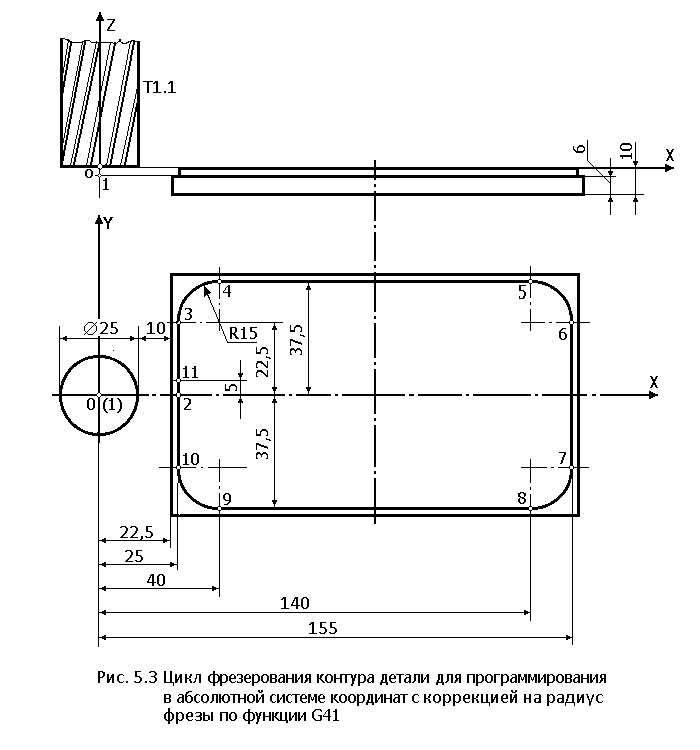 Z
T1.1
0
1
X
6
10
Y
4
5
3
6
⌀25
10
R15
22,5
37,5
11
5
0 (1)
2
X
10
7
37,5
9
8
22,5
25
40
140
155
Рис. 5.3 Цикл фрезерования контура детали для программирования
в абсолютной системе координат с коррекцией на радиус
фрезы по функции G41